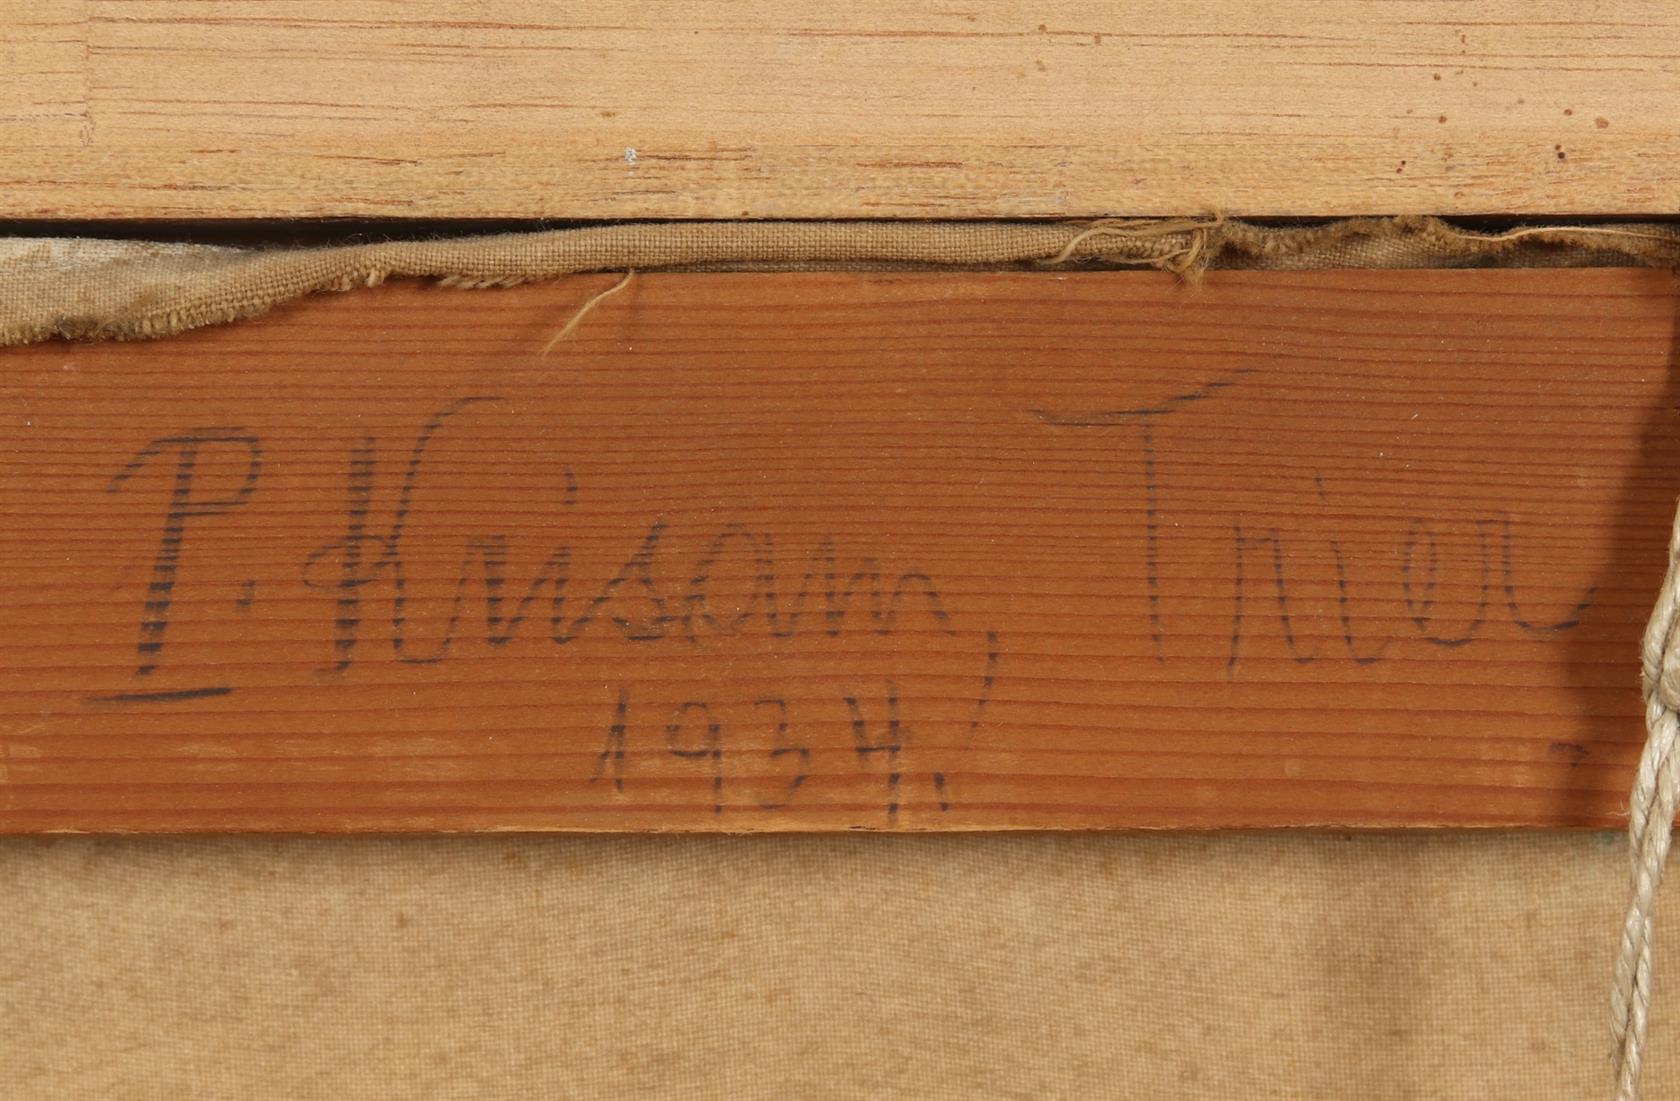 P. Krisam, Trier
1934.